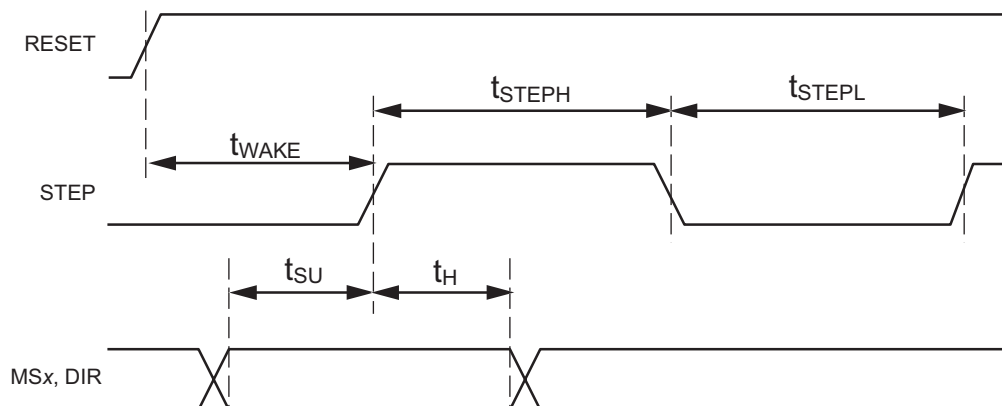 RESET
tSTEPH
tSTEPL
tWAKE
STEP
tSU
tH
MSx, DIR